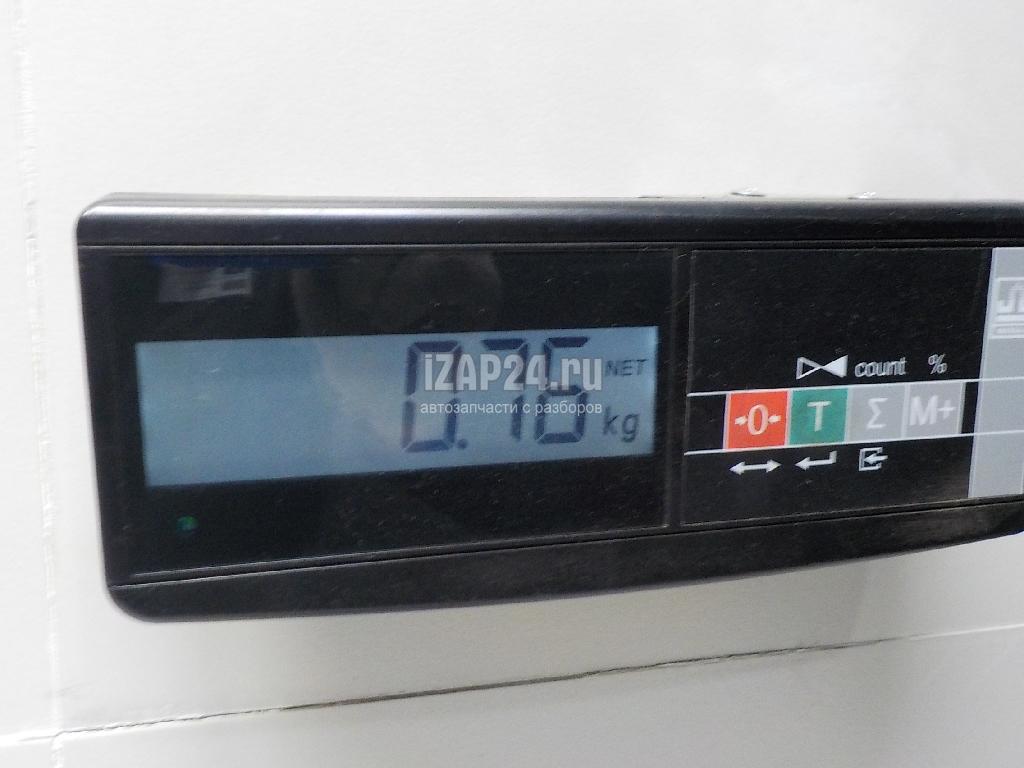 0.76 NET kg
iZAP24.ru
автозапчасти с разборов
count %
→0← T Σ M+